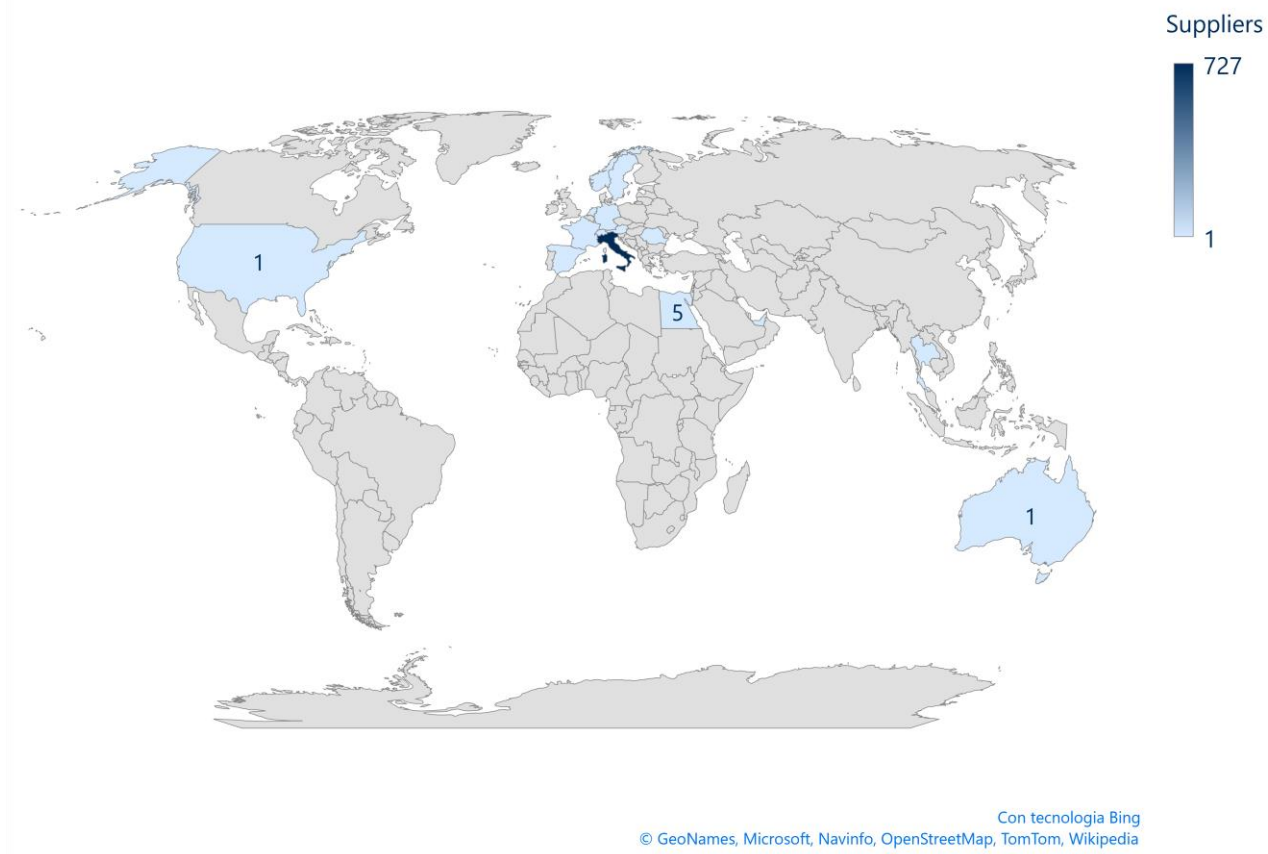 Suppliers
727
1
1
5
1
Con tecnologia Bing
© GeoNames, Microsoft, Navinfo, OpenStreetMap, TomTom, Wikipedia